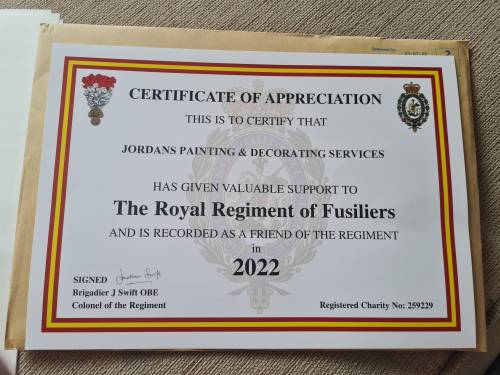 CERTIFICATE OF APPRECIATION
THIS IS TO CERTIFY THAT
JORDANS PAINTING & DECORATING SERVICES
HAS GIVEN VALUABLE SUPPORT TO
The Royal Regiment of Fusiliers
AND IS RECORDED AS A FRIEND OF THE REGIMENT
in
2022
SIGNED Jonathan Swift
Brigadier J Swift OBE
Colonel of the Regiment
Registered Charity No: 259229